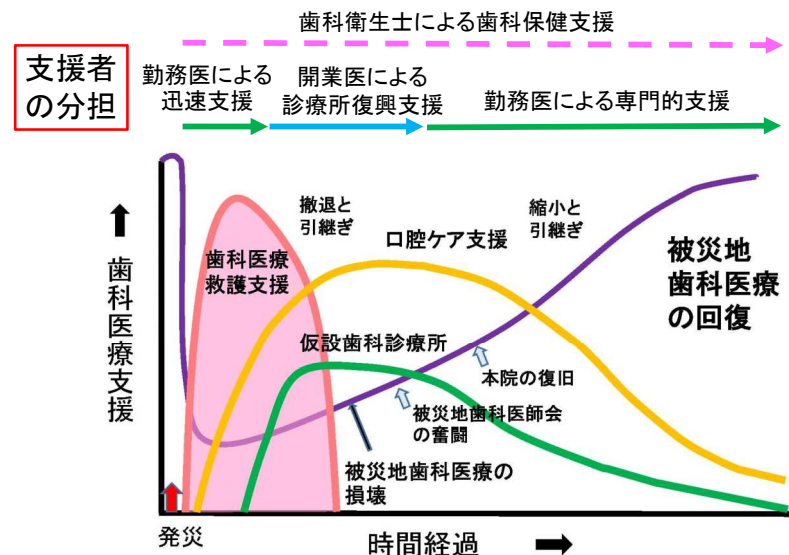 歯科衛生士による歯科保健支援
支援者
の分担
勤務医による
迅速支援
開業医による
診療所復興支援
勤務医による専門的支援
撤退と
引継ぎ
縮小と
引継ぎ
口腔ケア支援
歯科医療
救護支援
被災地
歯科医療
の回復
仮設歯科診療所
本院の復旧
被災地歯科医師会
の奮闘
被災地歯科医療の
損壊
歯科医療支援
発災
時間経過